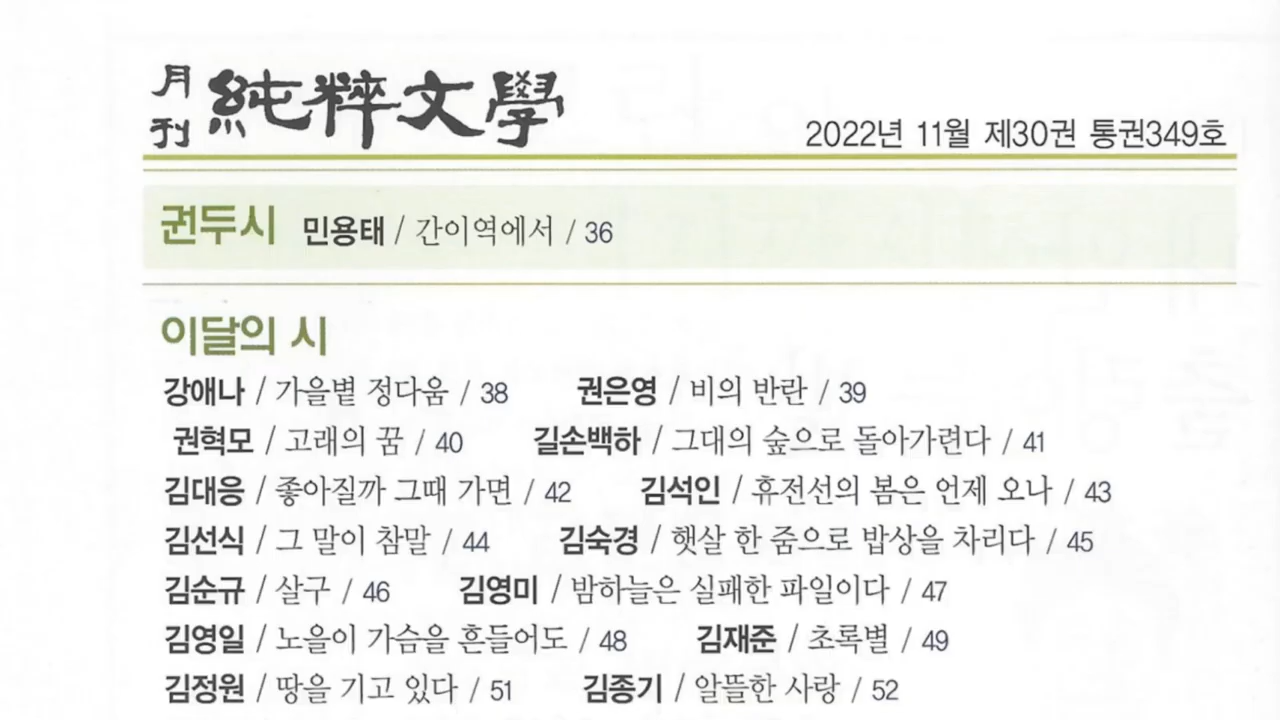 月刊 純粹文學
2022년 11월 제30권 통권349호
권두시 민용태 / 간이역에서 / 36
이달의 시
강애나 / 가을볕 정다움 / 38 권은영 / 비의 반란 / 39
권혁모 / 고래의 꿈 / 40 길손백하 / 그대의 숲으로 돌아가련다 / 41
김대응 / 좋아질까 그때 가면 / 42 김석인 / 휴전선의 봄은 언제 오나 / 43
김선식 / 그 말이 참말 / 44 김숙경 / 햇살 한 줌으로 밥상을 차리다 / 45
김순규 / 살구 / 46 김영미 / 밤하늘은 실패한 파일이다 / 47
김영일 / 노을이 가슴을 흔들어도 / 48 김재준 / 초록별 / 49
김정원 / 땅을 기고 있다 / 51 김종기 / 알뜰한 사랑 / 52